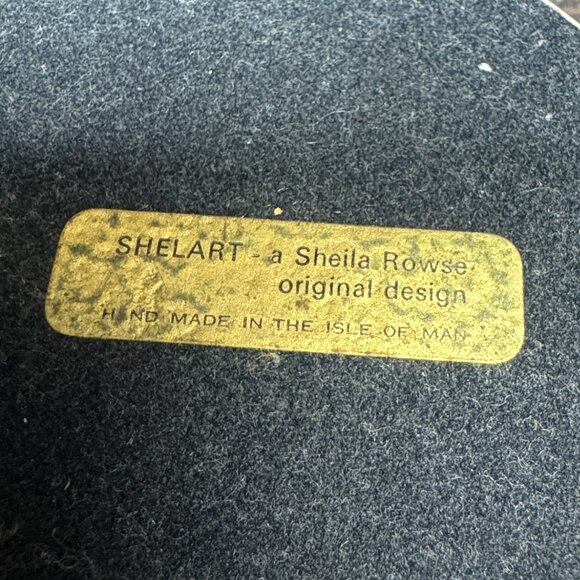 SHELART - a Sheila Rowse
original design
HAND MADE IN THE ISLE OF MAN